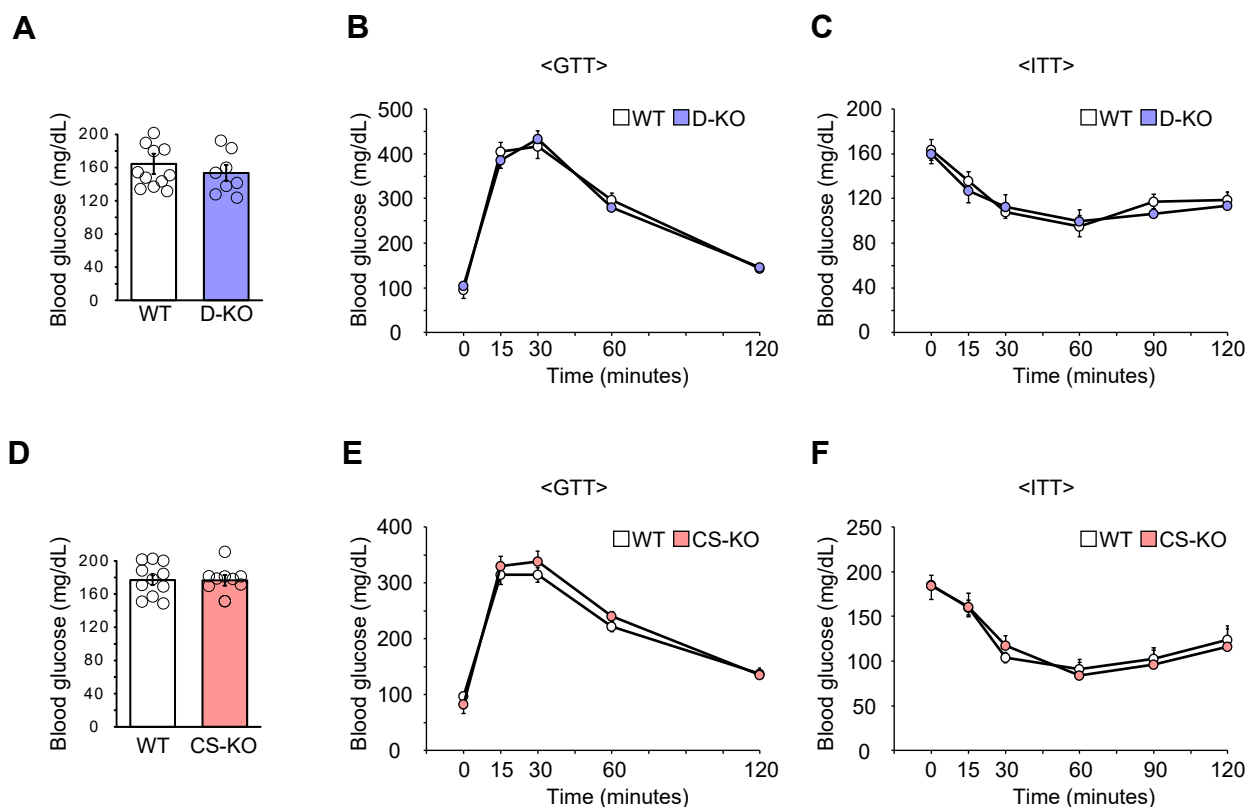 A
Blood glucose (mg/dL)
200
160
120
80
40
0
WT D-KO
B
<GTT>
WT D-KO
Blood glucose (mg/dL)
500
400
300
200
100
0
0 15 30 60 120
Time (minutes)
C
<ITT>
WT D-KO
Blood glucose (mg/dL)
200
160
120
80
40
0
0 15 30 60 90 120
Time (minutes)
D
Blood glucose (mg/dL)
200
160
120
80
40
0
WT CS-KO
E
<GTT>
WT CS-KO
Blood glucose (mg/dL)
400
300
200
100
0
0 15 30 60 120
Time (minutes)
F
<ITT>
WT CS-KO
Blood glucose (mg/dL)
250
200
150
100
50
0
0 15 30 60 90 120
Time (minutes)